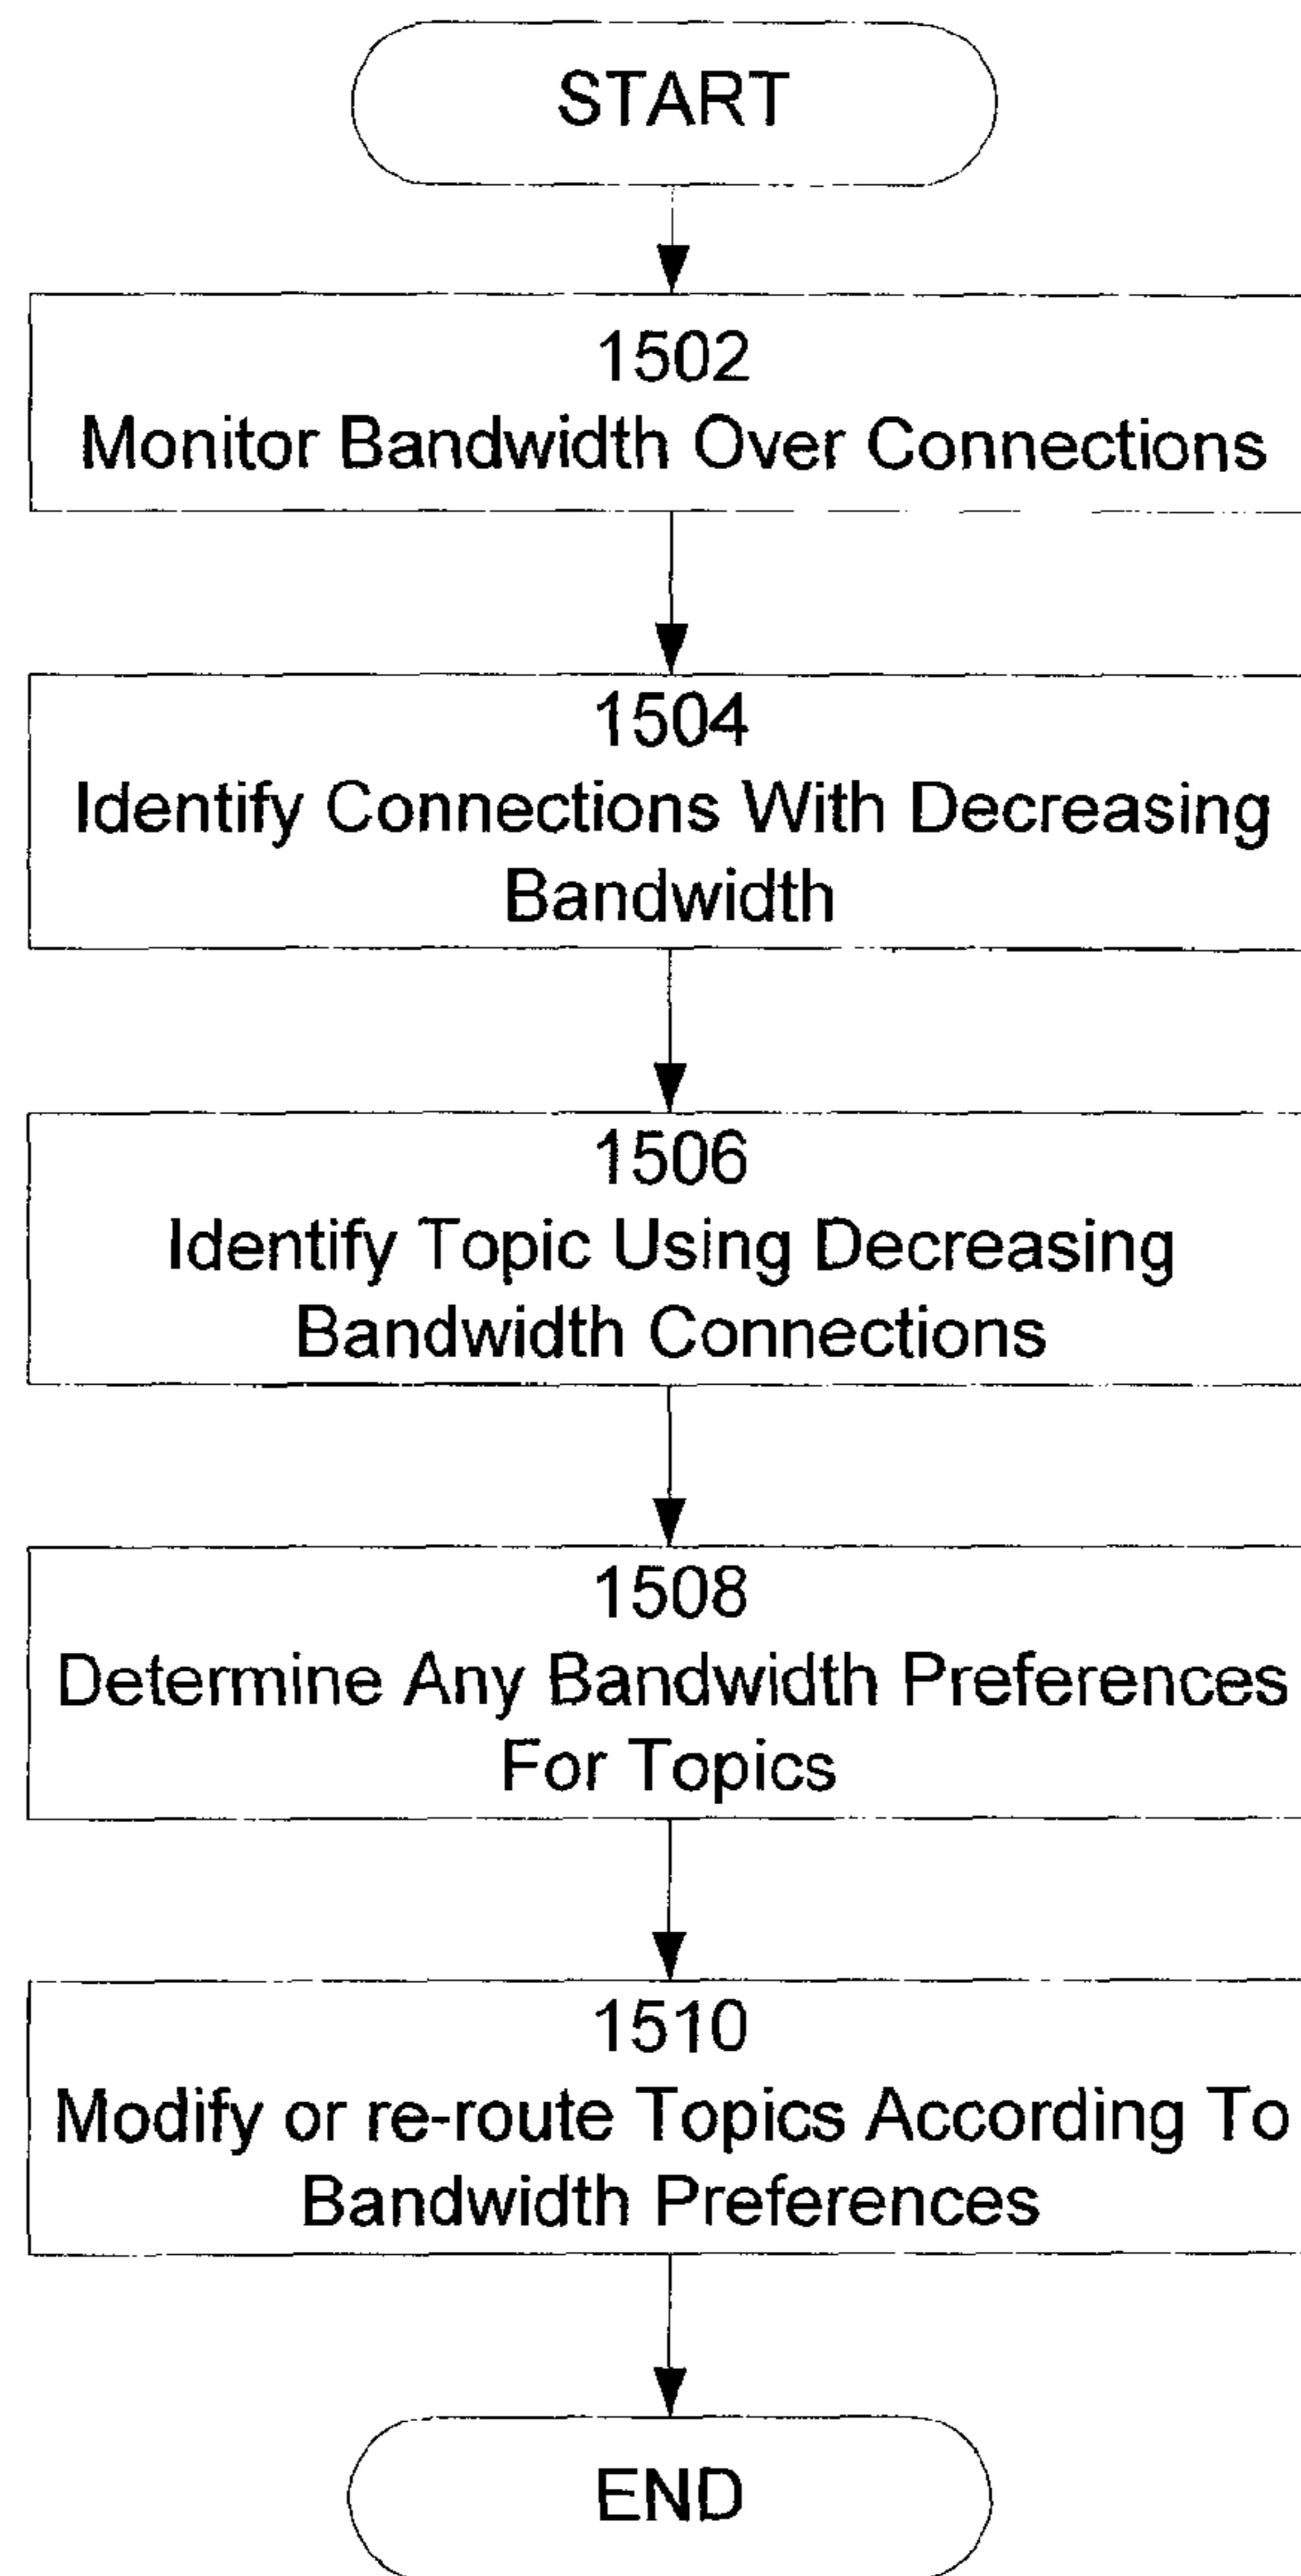 START
1502
Monitor Bandwidth Over Connections
1504
Identify Connections With Decreasing
Bandwidth
1506
Identify Topic Using Decreasing
Bandwidth Connections
1508
Determine Any Bandwidth Preferences
For Topics
1510
Modify or re-route Topics According To
Bandwidth Preferences
END